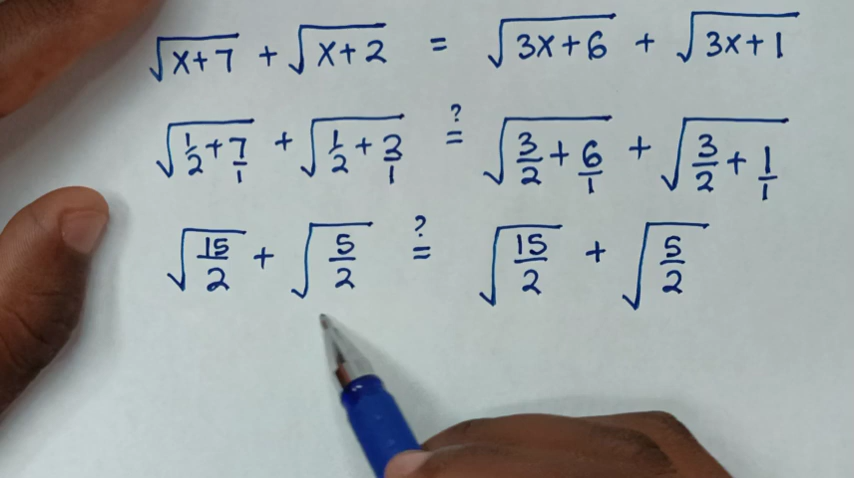 √(x+7) + √(x+2) = √(3x+6) + √(3x+1)
√(1/2 + 7/1) + √(1/2 + 2/1) ≟ √(3/2 + 6/1) + √(3/2 + 1/1)
√(15/2) + √(5/2) ≟ √(15/2) + √(5/2)